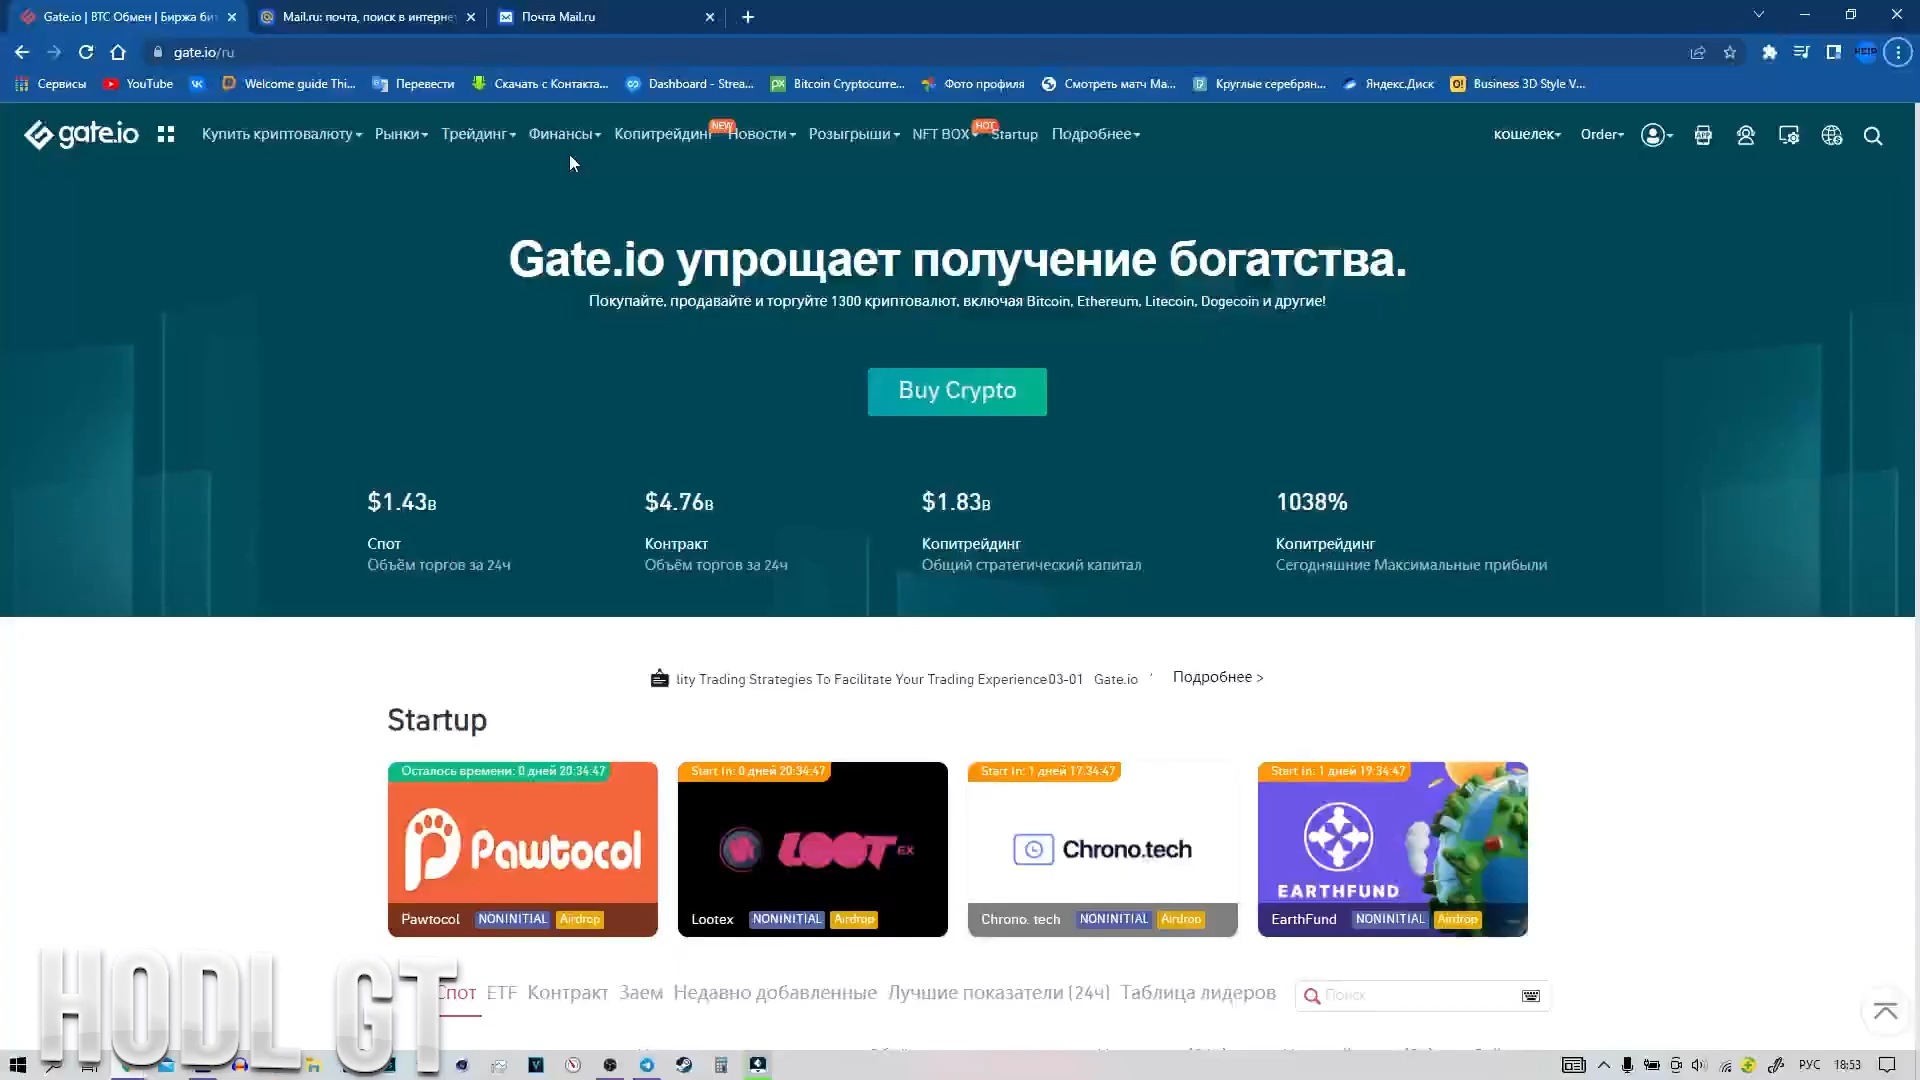 Gate.io | BTC Обмен | Биржа би
Mail.ru: почта, поиск в интерне
Почта Mail.ru
gate.io/ru
Сервисы
YouTube
Welcome guide Thi...
Перевести
Скачать с Контакта...
Dashboard - Strea...
Bitcoin Cryptocurre...
Фото профиля
Смотреть матч Ма...
Круглые серебрян...
Яндекс.Диск
Business 3D Style V...
gate.io
Купить криптовалюту
Рынки
Трейдинг
Финансы
Копитрейдинг
NEW
Новости
Розыгрыши
NFT BOX
HOT
Startup
Подробнее
кошелек
Order
Gate.io упрощает получение богатства.
Покупайте, продавайте и торгуйте 1300 криптовалют, включая Bitcoin, Ethereum, Litecoin, Dogecoin и другие!
Buy Crypto
$1.43B
$4.76B
$1.83B
1038%
Спот
Контракт
Копитрейдинг
Копитрейдинг
Объём торгов за 24ч
Объём торгов за 24ч
Общий стратегический капитал
Сегодняшние Максимальные прибыли
lity Trading Strategies To Facilitate Your Trading Experience03-01 Gate.io
Подробнее >
Startup
Осталось времени: 0 дней 20:34:47
Start in: 0 дней 20:34:47
Start in: 1 дней 17:34:47
Start in: 1 дней 19:34:47
Pawtocol
LOOT EX
Chrono.tech
EARTHFUND
Pawtocol NONINITIAL Airdrop
Lootex NONINITIAL Airdrop
Chrono. tech NONINITIAL Airdrop
EarthFund NONINITIAL Airdrop
HODL GT
Спот ETF Контракт Заем Недавно добавленные Лучшие показатели (24ч) Таблица лидеров
Поиск
РУС
18:53